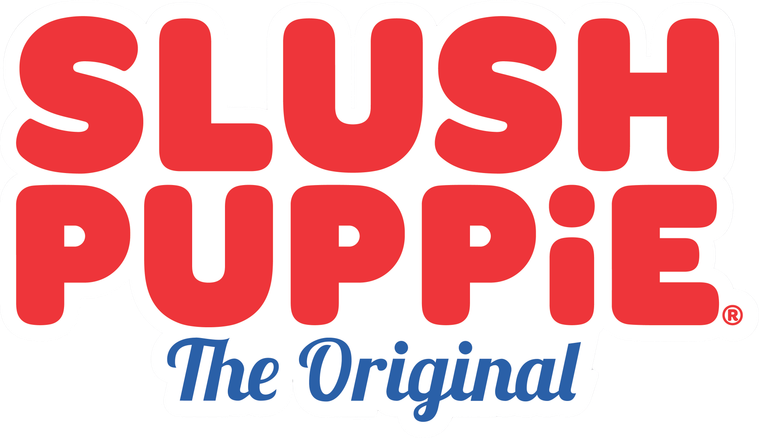 SLUSH
PUPPiE®
The Original